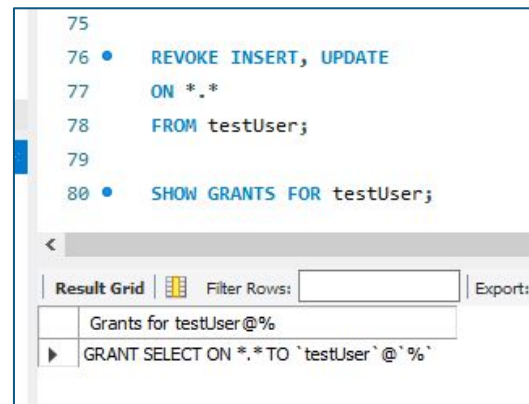 75
76 REVOKE INSERT, UPDATE
77 ON *.*
78 FROM testUser;
79
80 SHOW GRANTS FOR testUser;
Result Grid Filter Rows: Export:
Grants for testUser@%
GRANT SELECT ON *.* TO `testUser`@`%`